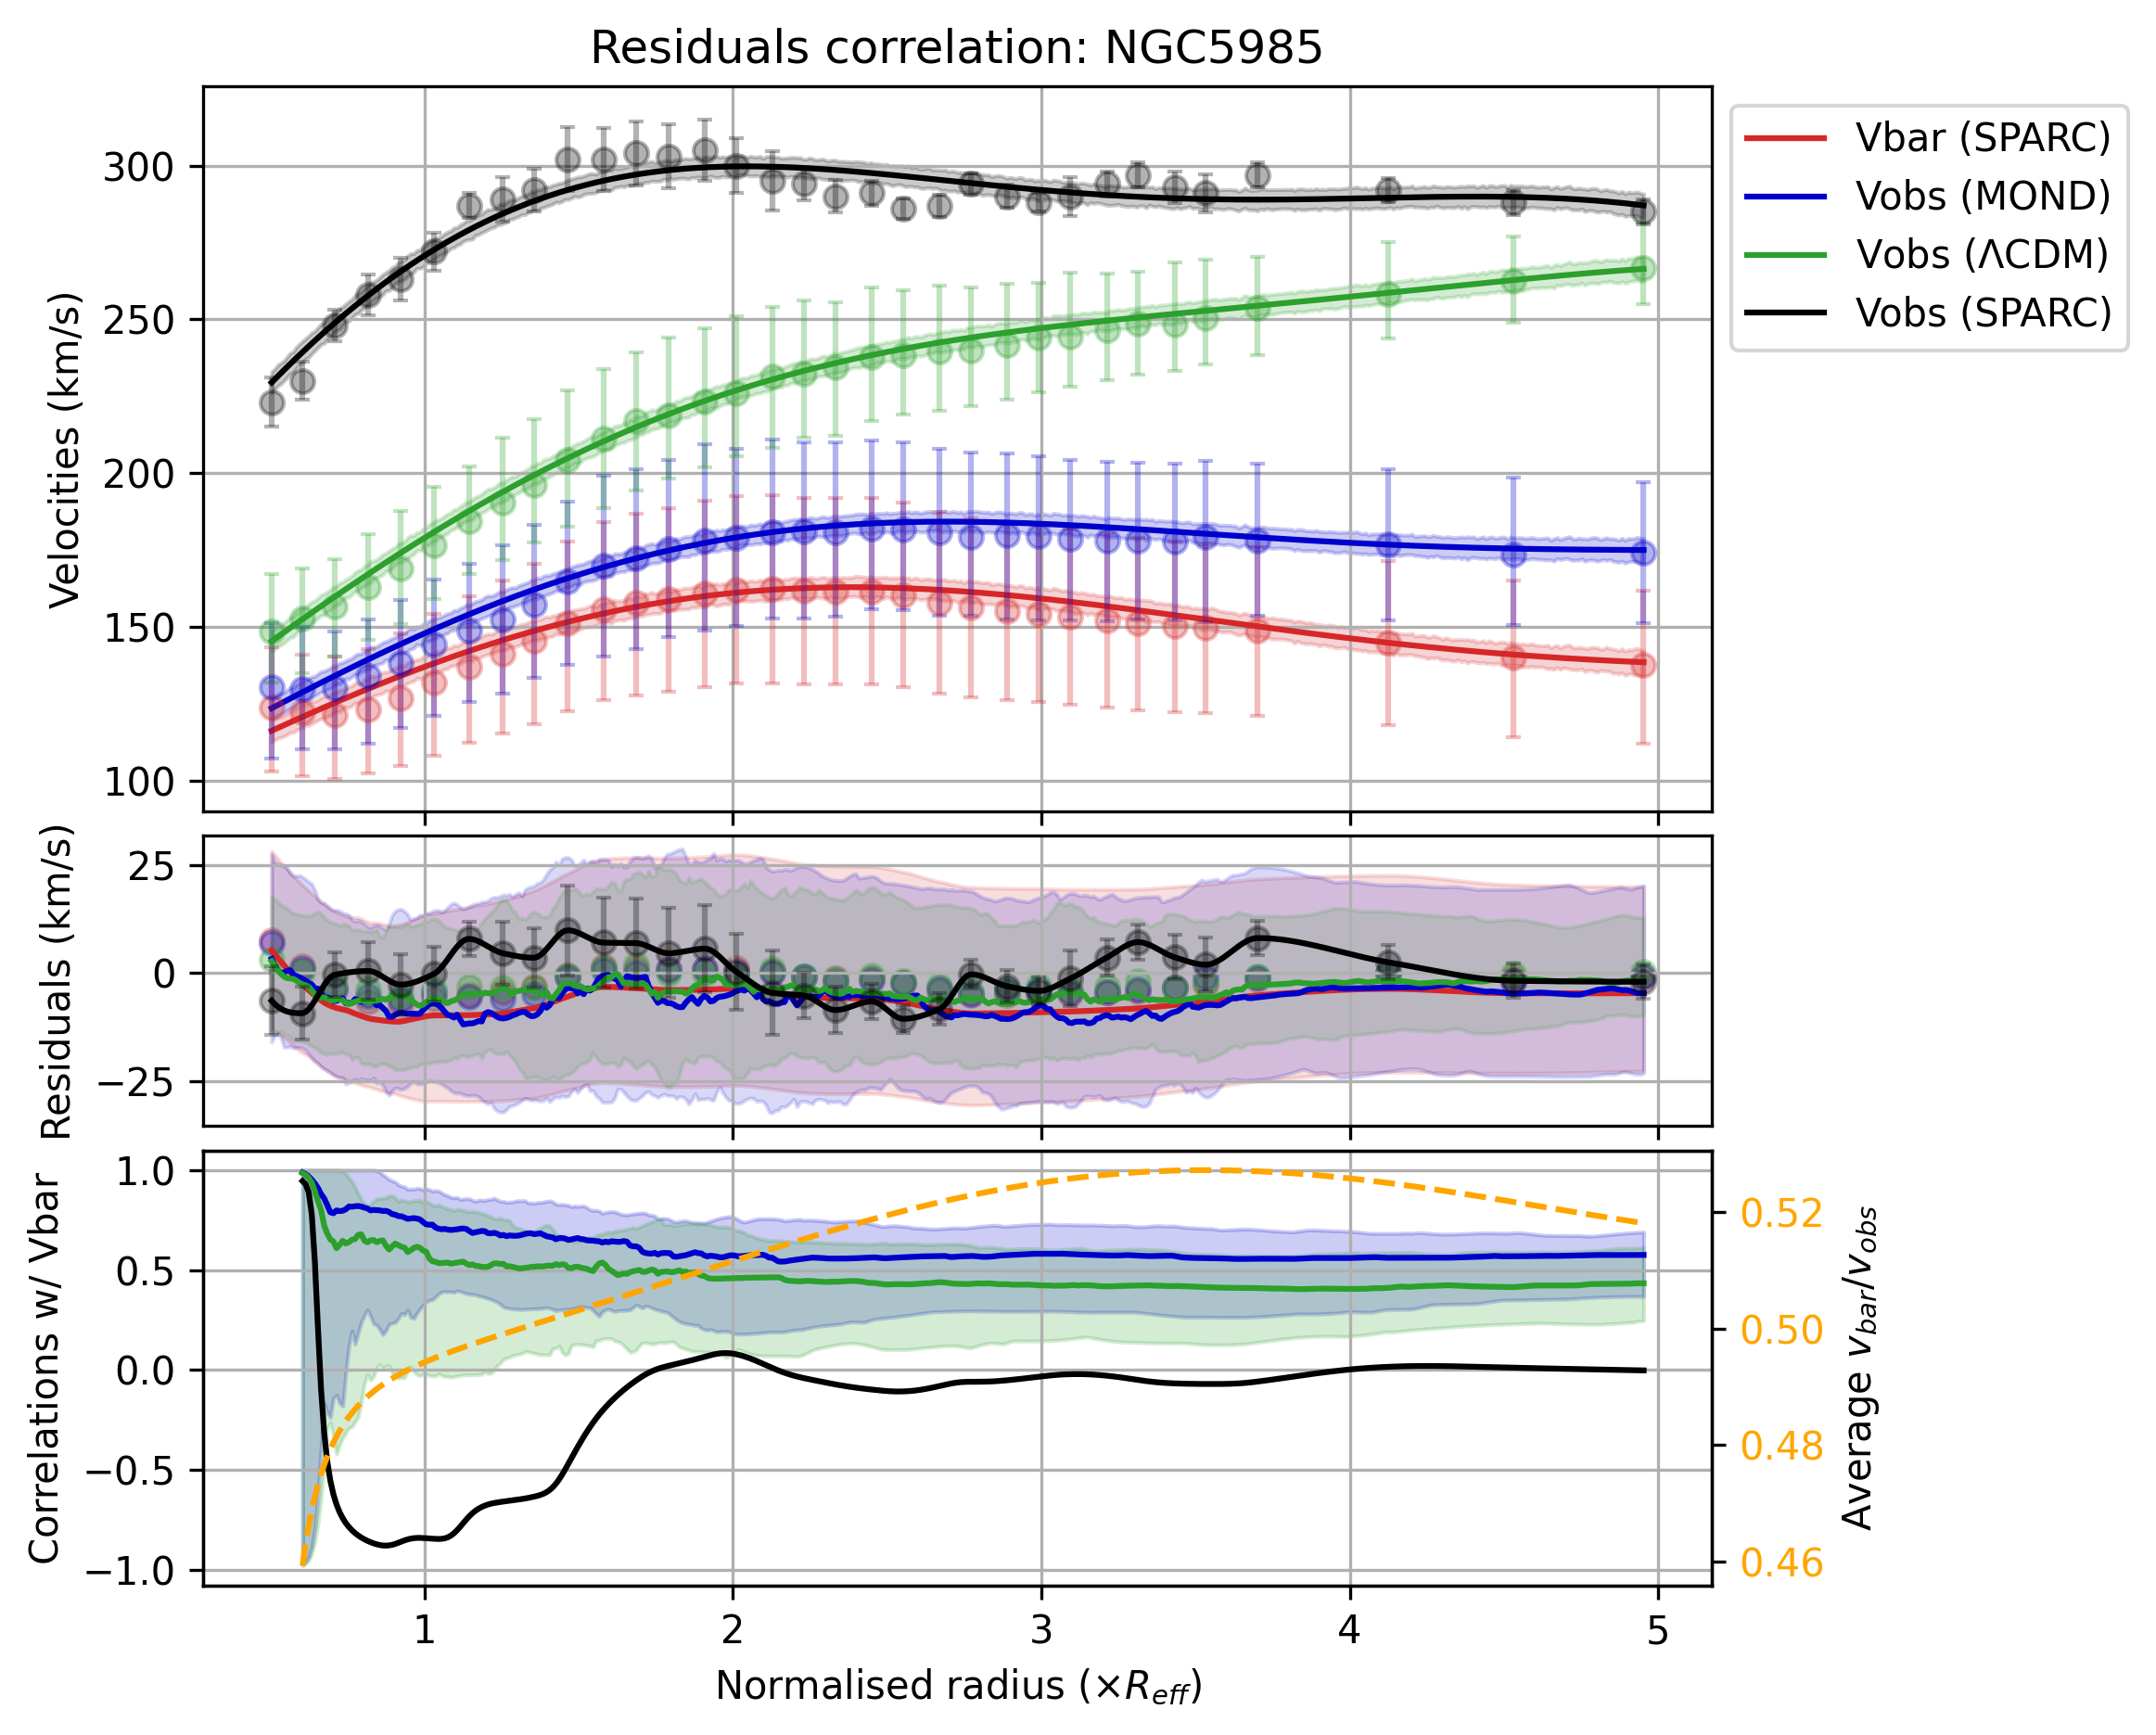 Residuals correlation: NGC5985
Vbar (SPARC)
Vobs (MOND)
Vobs (ΛCDM)
Vobs (SPARC)
Velocities (km/s)
300
250
200
150
100
Residuals (km/s)
25
0
−25
Correlations w/ Vbar
1.0
0.5
0.0
−0.5
−1.0
0.52
0.50
0.48
0.46
Average v_bar/v_obs
1 2 3 4 5
Normalised radius (×R_eff)